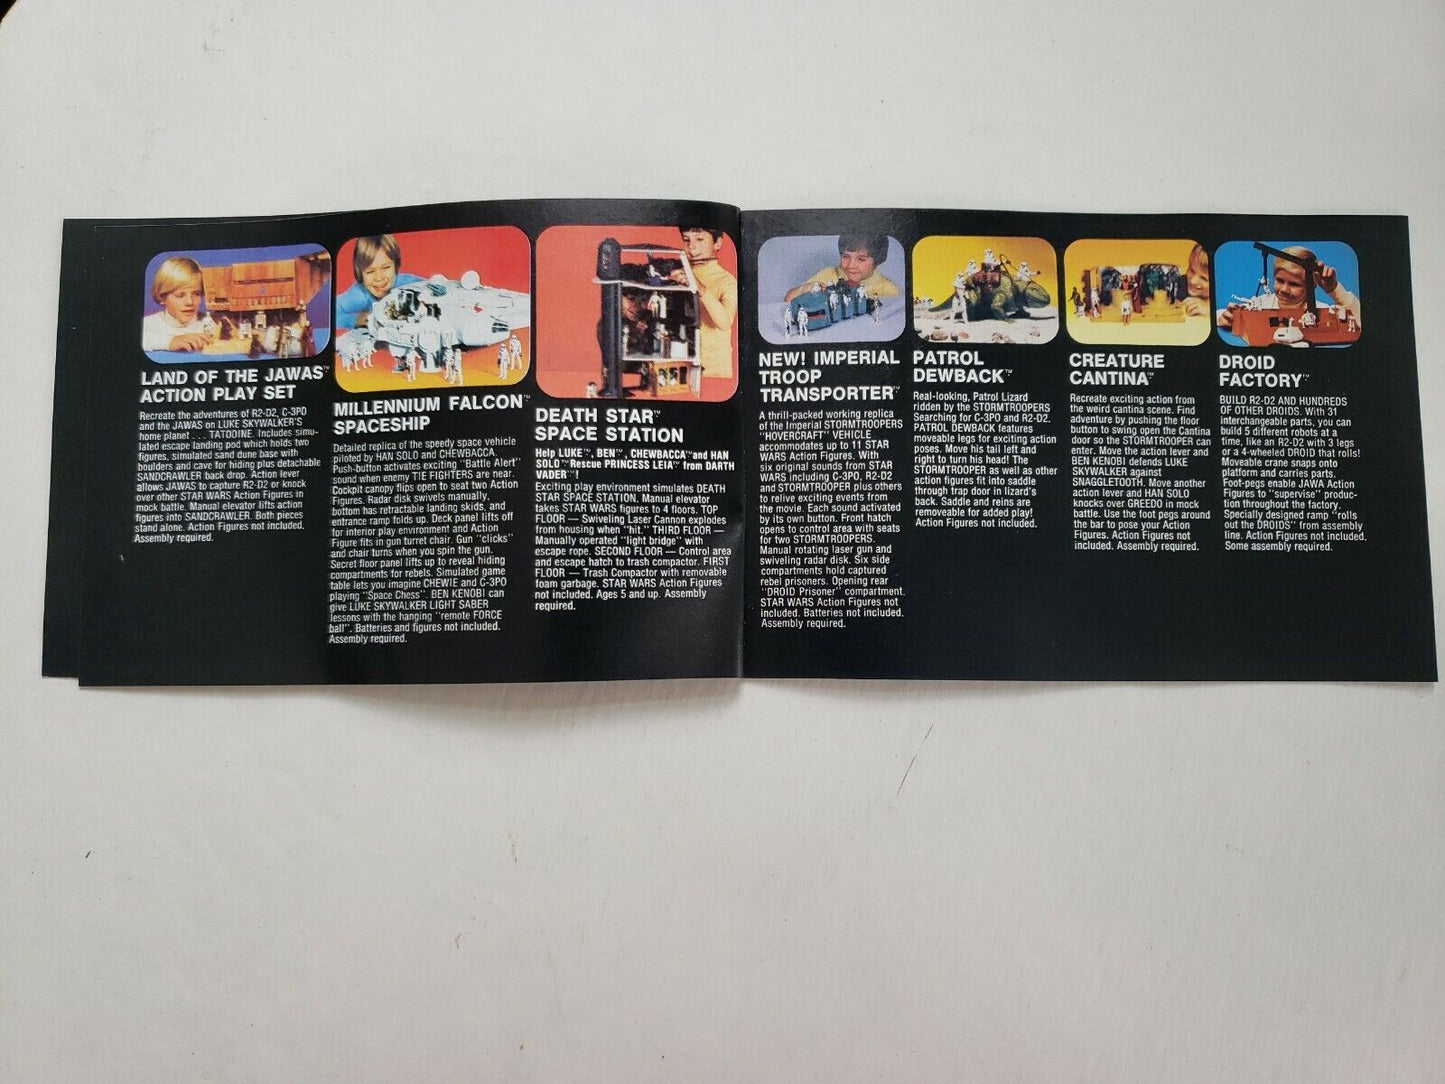 LAND OF THE JAWAS™
ACTION PLAY SET
Recreate the adventures of R2-D2, C-3PO
and the JAWAS on LUKE SKYWALKER'S
home planet . . . TATOOINE. Includes simu-
lated escape landing pod which holds two
figures, simulated sand dune base with
boulders and cave for hiding plus detachable
SANDCRAWLER back drop. Action lever
allows JAWAS to capture R2-D2 or knock
over other STAR WARS Action Figures in
mock battle. Manual elevator lifts action
figures into SANDCRAWLER. Both pieces
stand alone. Action Figures not included.
Assembly required.
MILLENNIUM FALCON™
SPACESHIP
Detailed replica of the speedy space vehicle
piloted by HAN SOLO and CHEWBACCA.
Push-button activates exciting "Battle Alert"
sound when enemy TIE FIGHTERS are near.
Cockpit canopy flips open to seat two Action
Figures. Radar disk swivels manually,
bottom has retractable landing skids, and
entrance ramp folds up. Deck panel lifts off
for interior play environment and Action
Figure fits in gun turret chair. Gun "clicks"
and chair turns when you spin the gun.
Secret floor panel lifts up to reveal hiding
compartments for rebels. Simulated game
table lets you imagine CHEWIE and C-3PO
playing "Space Chess". BEN KENOBI can
give LUKE SKYWALKER LIGHT SABER
lessons with the hanging "remote FORCE
ball". Batteries and figures not included.
Assembly required.
DEATH STAR™
SPACE STATION
Help LUKE™, BEN™, CHEWBACCA™ and HAN
SOLO™ Rescue PRINCESS LEIA™ from DARTH
VADER™!
Exciting play environment simulates DEATH
STAR SPACE STATION. Manual elevator
takes STAR WARS figures to 4 floors. TOP
FLOOR — Swiveling Laser Cannon explodes
from housing when "hit." THIRD FLOOR —
Manually operated "light bridge" with
escape rope. SECOND FLOOR — Control area
and escape hatch to trash compactor. FIRST
FLOOR — Trash Compactor with removable
foam garbage. STAR WARS Action Figures
not included. Ages 5 and up. Assembly
required.
NEW! IMPERIAL
TROOP
TRANSPORTER™
A thrill-packed working replica
of the Imperial STORMTROOPERS
"HOVERCRAFT" VEHICLE
accommodates up to 11 STAR
WARS Action Figures. With
six original sounds from STAR
WARS including C-3PO, R2-D2
and STORMTROOPER plus others
to relive exciting events from
the movie. Each sound activated
by its own button. Front hatch
opens to control area with seats
for two STORMTROOPERS.
Manual rotating laser gun and
swiveling radar disk. Six side
compartments hold captured
rebel prisoners. Opening rear
"DROID Prisoner" compartment.
STAR WARS Action Figures not
included. Batteries not included.
Assembly required.
PATROL
DEWBACK™
Real-looking, Patrol Lizard
ridden by the STORMTROOPERS
Searching for C-3PO and R2-D2.
PATROL DEWBACK features
moveable legs for exciting action
poses. Move his tail left and
right to turn his head! The
STORMTROOPER as well as other
action figures fit into saddle
through trap door in lizard's
back. Saddle and reins are
removeable for added play!
Action Figures not included.
CREATURE
CANTINA™
Recreate exciting action from
the weird cantina scene. Find
adventure by pushing the floor
button to swing open the Cantina
door so the STORMTROOPER can
enter. Move the action lever and
BEN KENOBI defends LUKE
SKYWALKER against
SNAGGLETOOTH. Move another
action lever and HAN SOLO
knocks over GREEDO in mock
battle. Use the foot pegs around
the bar to pose your Action
Figures. Action Figures not
included. Assembly required.
DROID
FACTORY™
BUILD R2-D2 AND HUNDREDS
OF OTHER DROIDS. With 31
interchangeable parts, you can
build 5 different robots at a
time, like an R2-D2 with 3 legs
or a 4-wheeled DROID that rolls!
Moveable crane snaps onto
platform and carries parts.
Foot-pegs enable JAWA Action
Figures to "supervise" produc-
tion throughout the factory.
Specially designed ramp "rolls
out the DROIDS" from assembly
line. Action Figures not included.
Some assembly required.